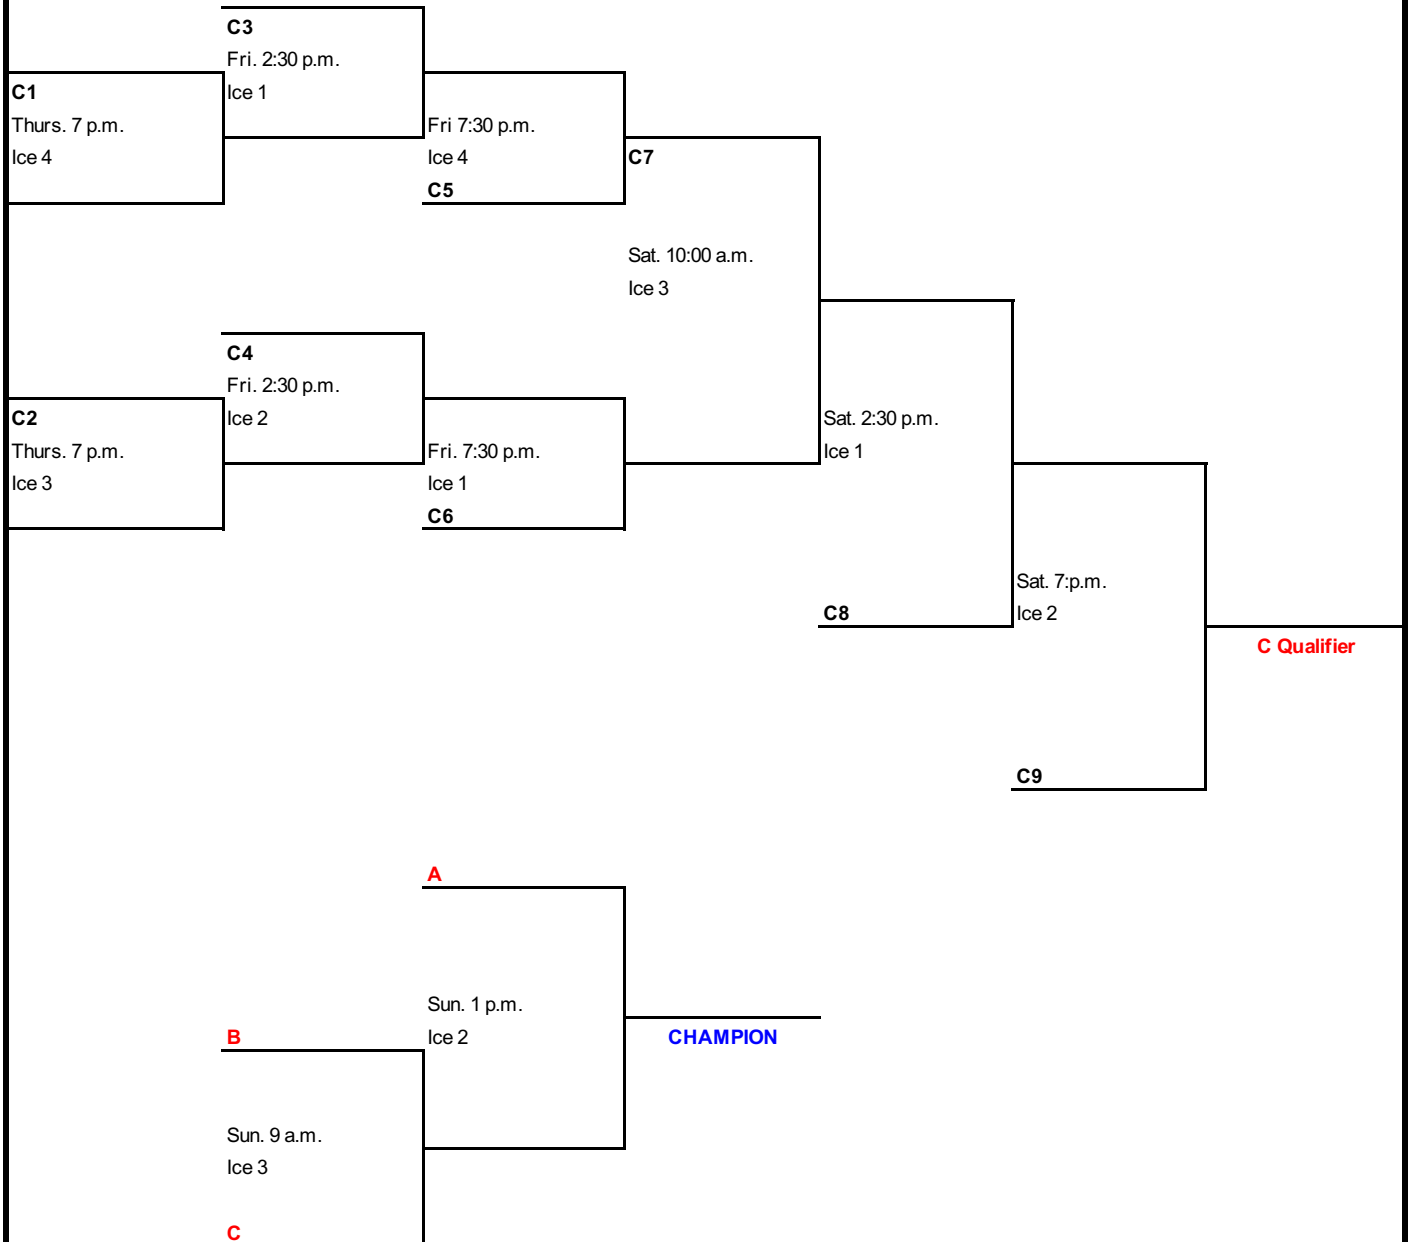 C3
Fri. 2:30 p.m.
Ice 1
C1
Thurs. 7 p.m.
Ice 4
Fri 7:30 p.m.
Ice 4
C5
C7
Sat. 10:00 a.m.
Ice 3
C4
Fri. 2:30 p.m.
Ice 2
C2
Thurs. 7 p.m.
Ice 3
Fri. 7:30 p.m.
Ice 1
C6
Sat. 2:30 p.m.
Ice 1
C8
Sat. 7:p.m.
Ice 2
C Qualifier
C9
A
Sun. 1 p.m.
Ice 2
CHAMPION
B
Sun. 9 a.m.
Ice 3
C